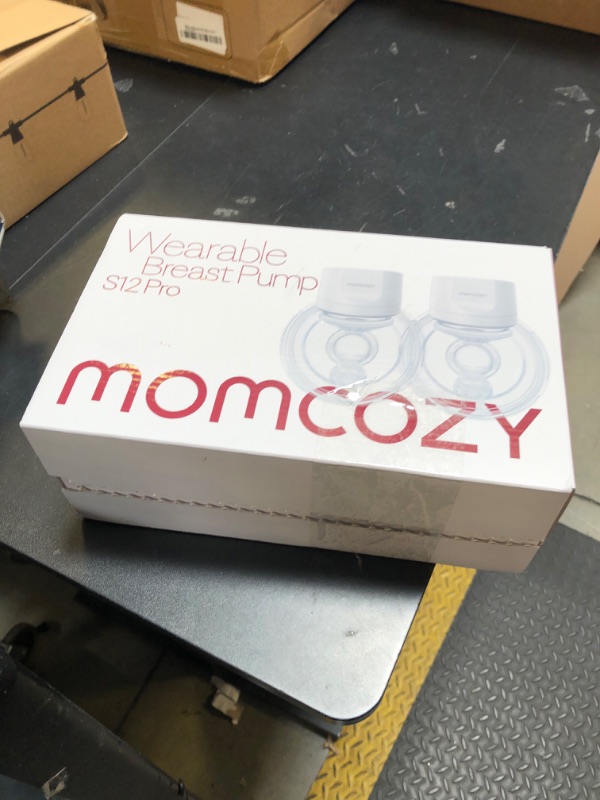 Wearable
Breast Pump
S12 Pro
momcozy